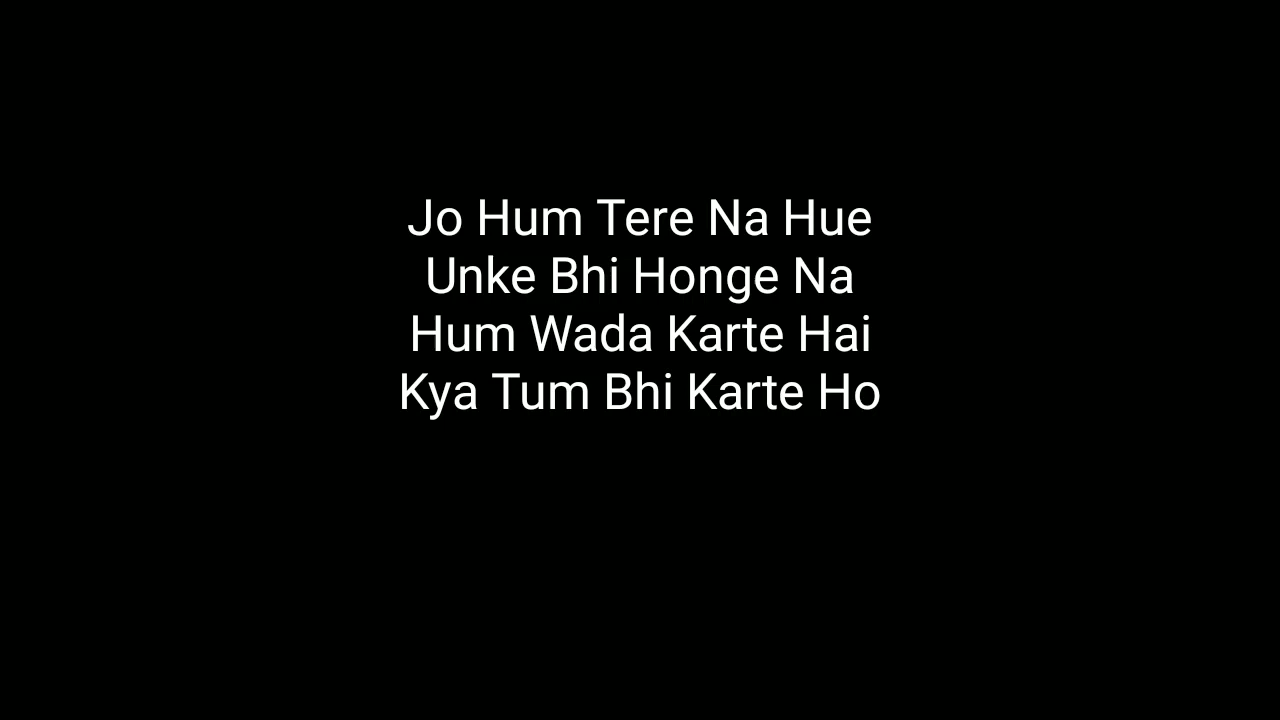 Jo Hum Tere Na Hue
Unke Bhi Honge Na
Hum Wada Karte Hai
Kya Tum Bhi Karte Ho